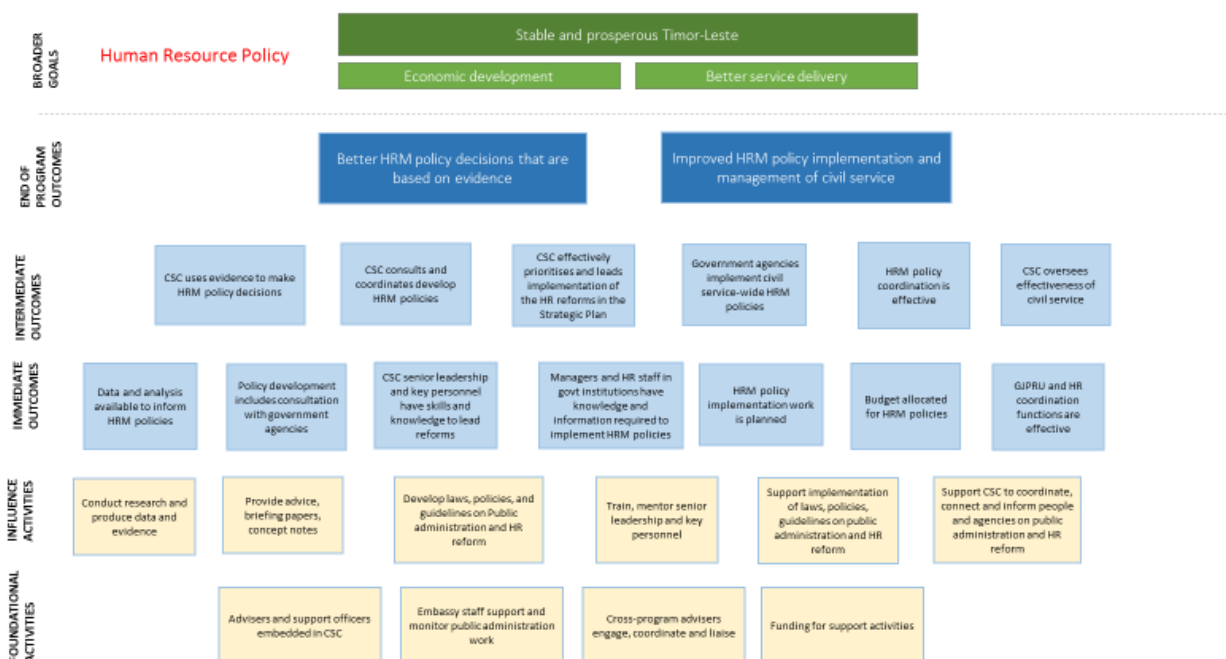 BROADER
GOALS
Human Resource Policy
Stable and prosperous Timor-Leste
Economic development
Better service delivery
END OF
PROGRAM
OUTCOMES
Better HRM policy decisions that are
based on evidence
Improved HRM policy implementation and
management of civil service
INTERMEDIATE
OUTCOMES
CSC uses evidence to make
HRM policy decisions
CSC consults and
coordinates develop
HRM policies
CSC effectively
prioritises and leads
implementation of
the HR reforms in the
Strategic Plan
Government agencies
implement civil
service-wide HRM
policies
HRM policy
coordination is
effective
CSC oversees
effectiveness of
civil service
IMMEDIATE
OUTCOMES
Data and analysis
available to inform
HRM policies
Policy development
includes consultation
with government
agencies
CSC senior leadership
and key personnel
have skills and
knowledge to lead
reforms
Managers and HR staff in
govt institutions have
knowledge and
information required to
implement HRM policies
HRM policy
implementation work
is planned
Budget allocated
for HRM policies
GJPRU and HR
coordination
functions are
effective
INFLUENCE
ACTIVITIES
Conduct research and
produce data and
evidence
Provide advice,
briefing papers,
concept notes
Develop laws, policies, and
guidelines on Public
administration and HR
reform
Train, mentor senior
leadership and key
personnel
Support implementation
of laws, policies,
guidelines on public
administration and HR
reform
Support CSC to coordinate,
connect and inform people
and agencies on public
administration and HR
reform
FOUNDATIONAL
ACTIVITIES
Advisers and support officers
embedded in CSC
Embassy staff support and
monitor public administration
work
Cross-program advisers
engage, coordinate and liaise
Funding for support activities